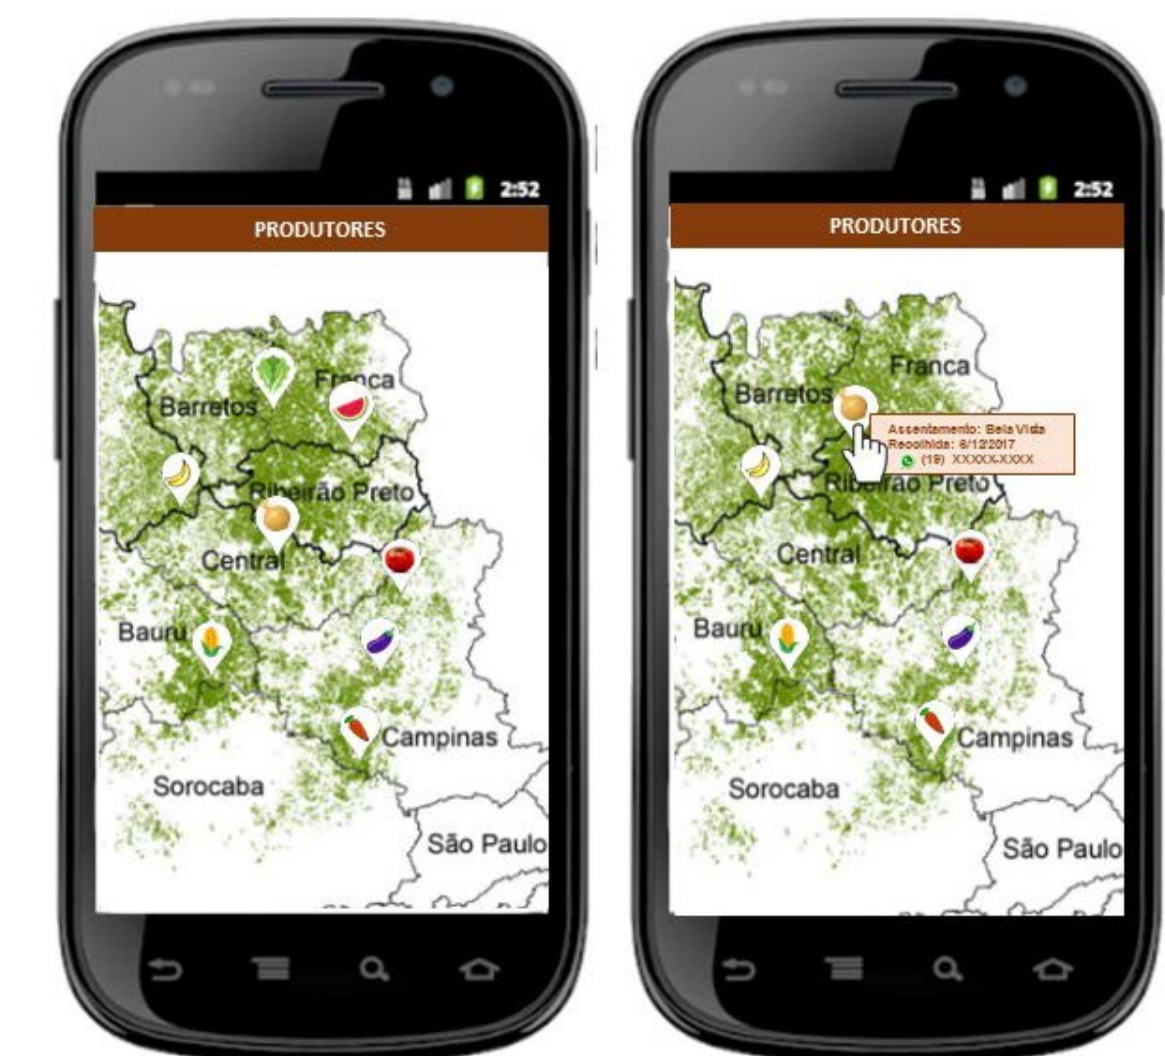 2:52
PRODUTORES
Franca
Barretos
Ribeirão Preto
Central
Bauru
Campinas
Sorocaba
São Paulo
2:52
PRODUTORES
Franca
Barretos
Assentamento: Bela Vista
Recolhida: 6/12/2017
(19) XXXXX-XXXX
Ribeirão Preto
Central
Bauru
Campinas
Sorocaba
São Paulo